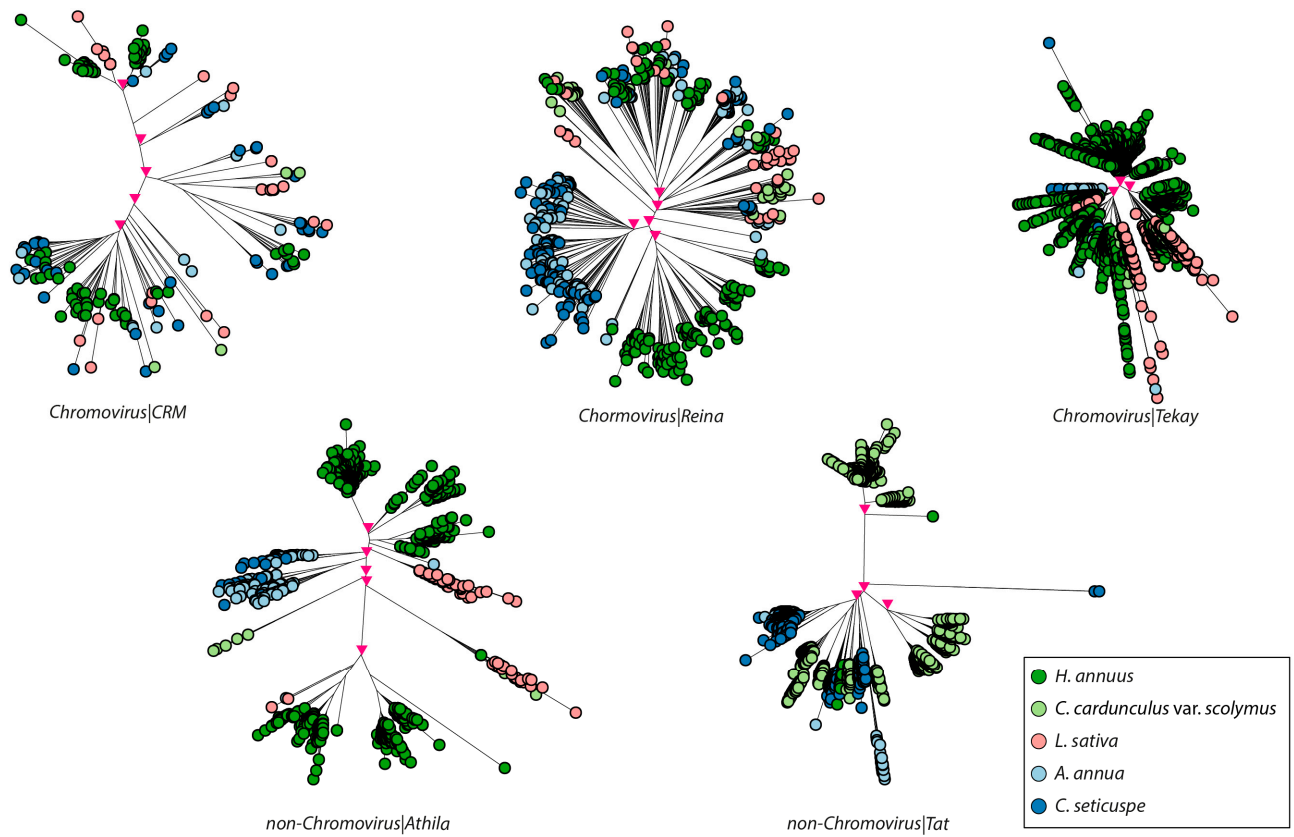 Chromovirus|CRM
Chormovirus|Reina
Chromovirus|Tekay
non-Chromovirus|Athila
non-Chromovirus|Tat
H. annuus
C. cardunculus var. scolymus
L. sativa
A. annua
C. seticuspe